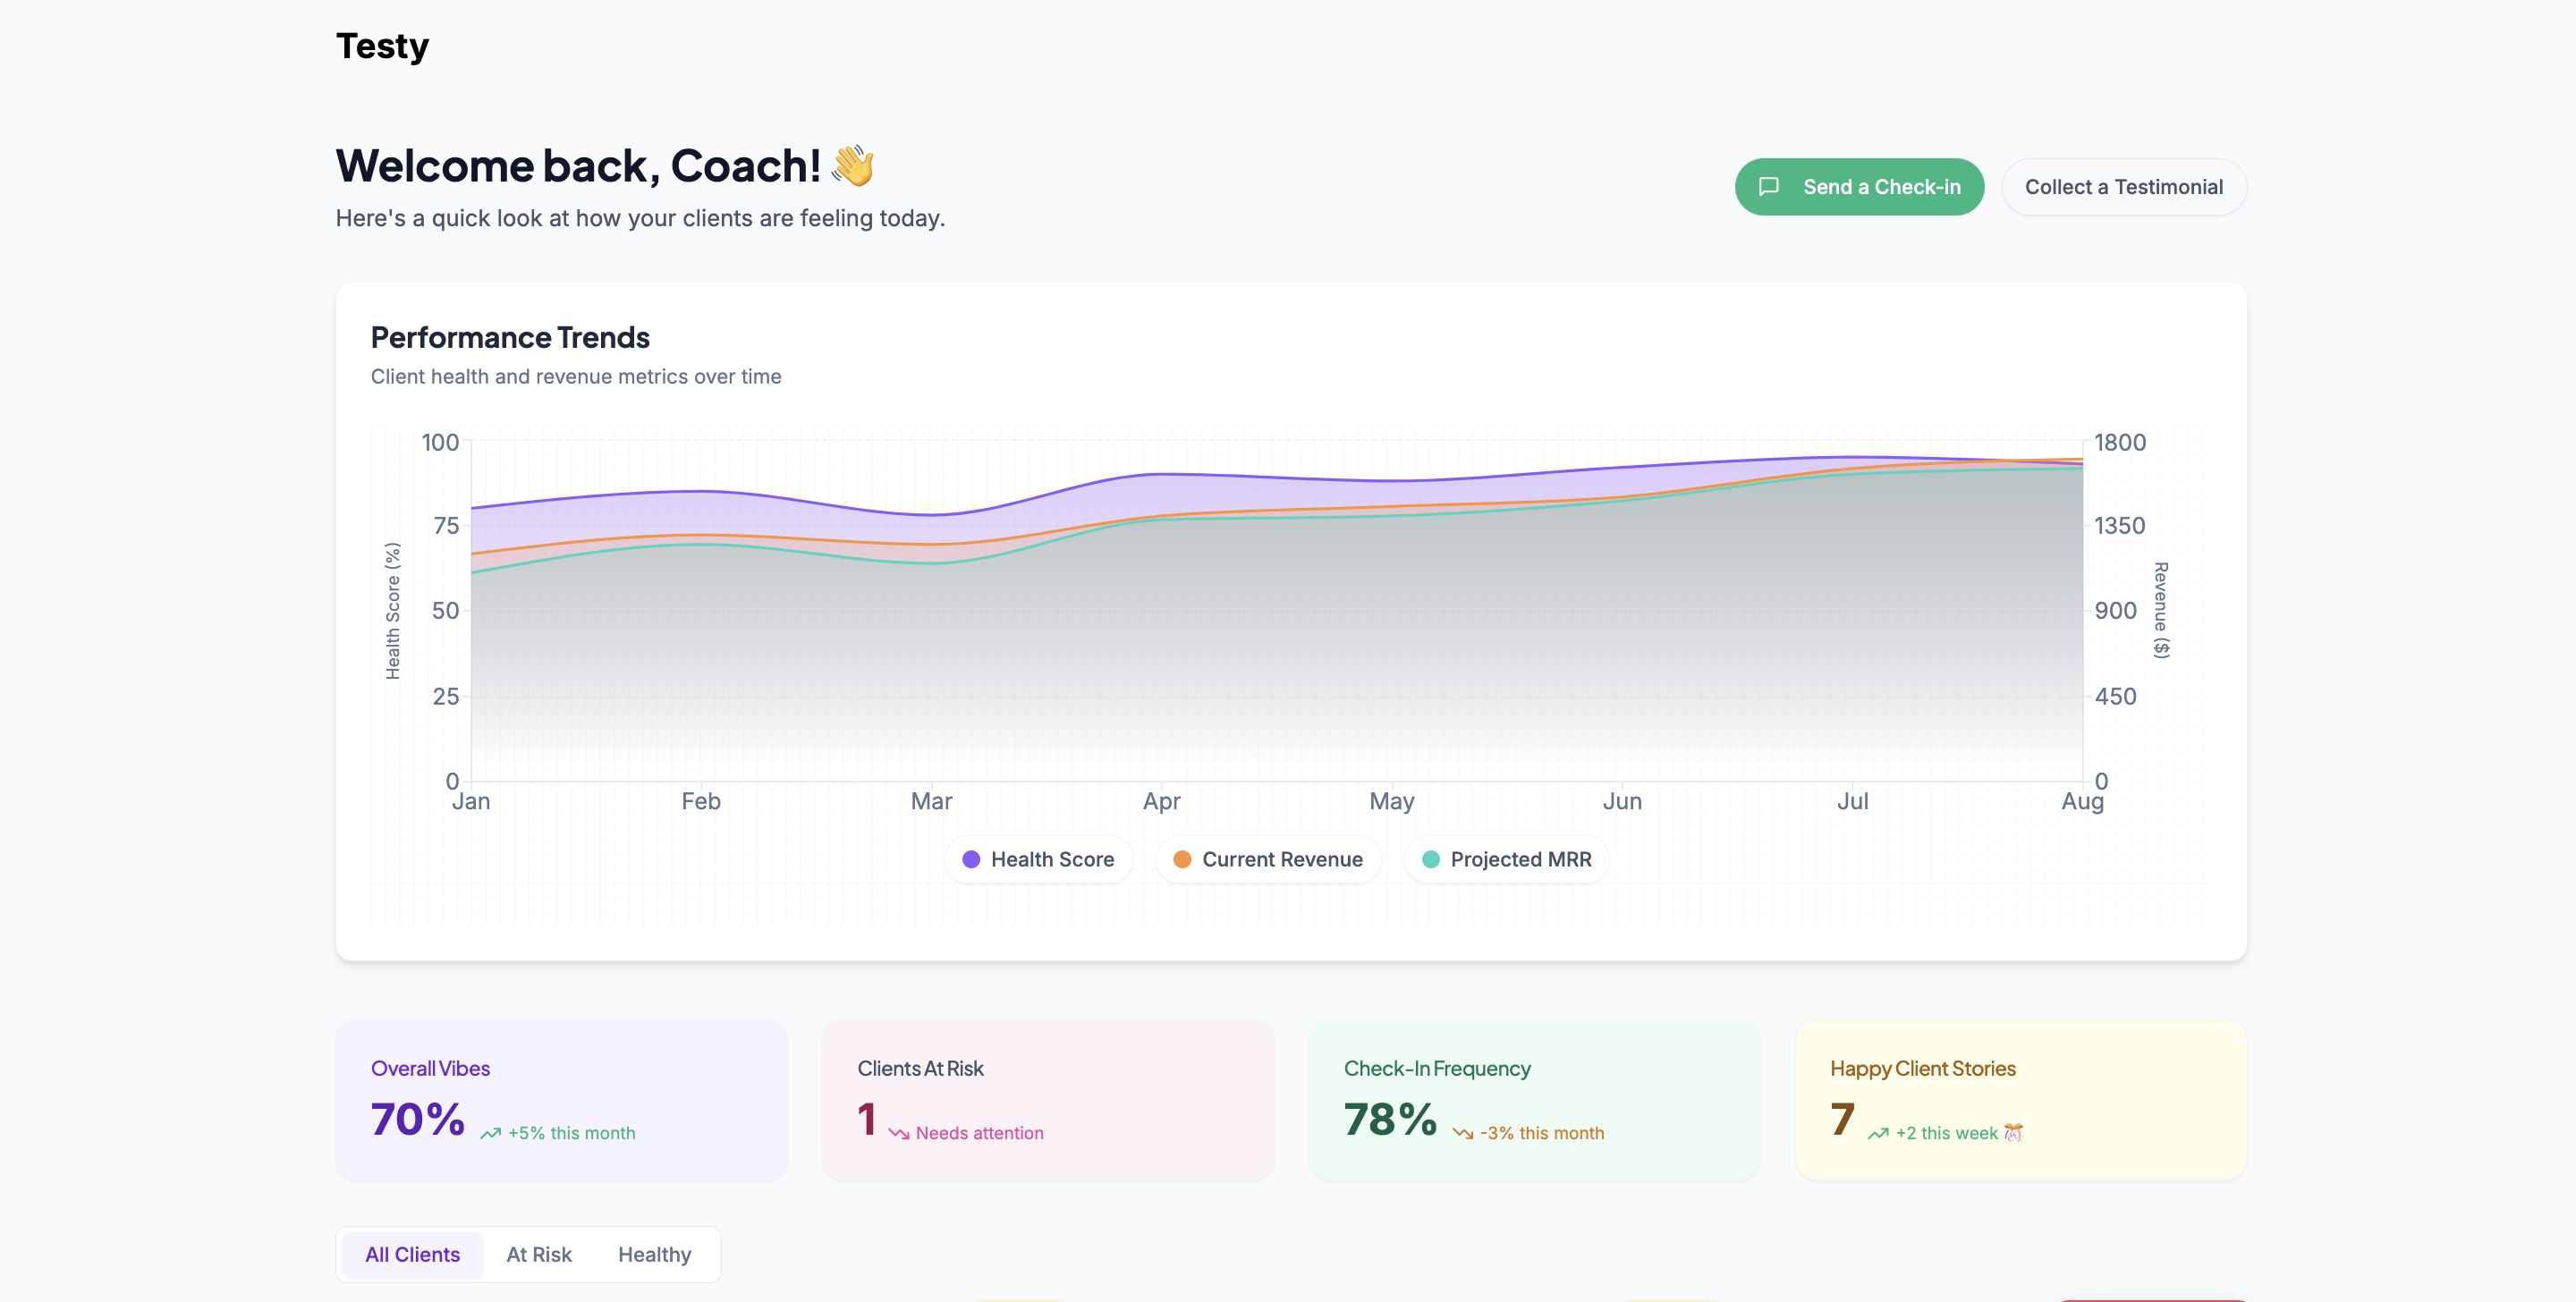 Testy
Welcome back, Coach! 👋
Here's a quick look at how your clients are feeling today.
Send a Check-in
Collect a Testimonial
Performance Trends
Client health and revenue metrics over time
100
75
50
25
0
Health Score (%)
1800
1350
900
450
0
Revenue ($)
Jan Feb Mar Apr May Jun Jul Aug
Health Score Current Revenue Projected MRR
Overall Vibes
70% +5% this month
Clients At Risk
1 Needs attention
Check-In Frequency
78% -3% this month
Happy Client Stories
7 +2 this week 🎊
All Clients At Risk Healthy